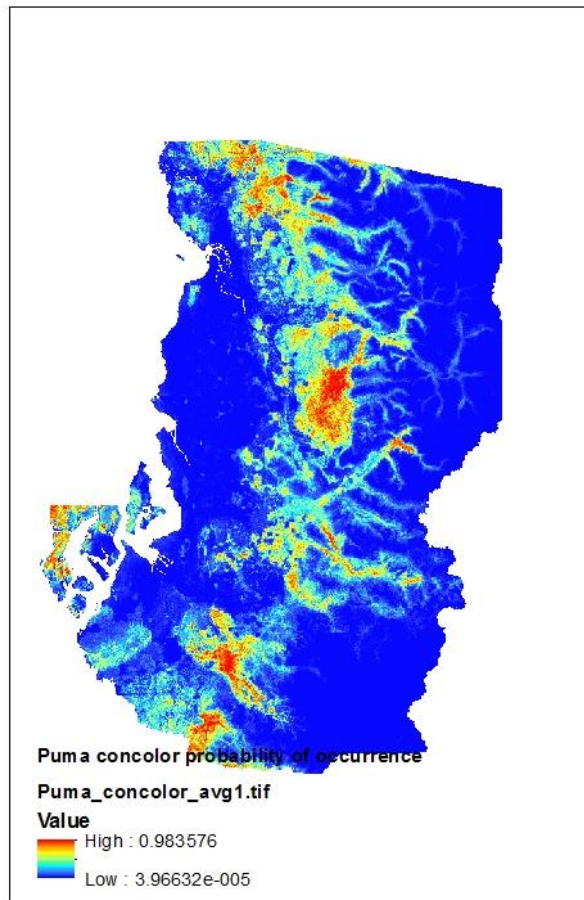 Puma concolor probability of occurrence
Puma_concolor_avg1.tif
Value
High : 0.983576
Low : 3.96632e-005